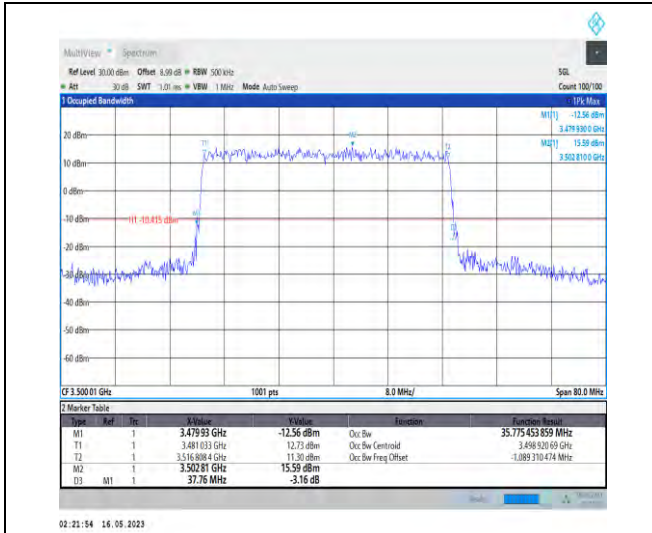 MultiView Spectrum
Ref Level 30.00 dBm Offset 8.99 dB RBW 500 kHz SGL
Att 30 dB SWT 1.01 ms VBW 1 MHz Mode Auto Sweep Count 100/100
1 Occupied Bandwidth 1Pk Max
M1[1] -12.56 dBm
3.479 930 0 GHz
M2[1] 15.59 dBm
3.502 810 0 GHz
20 dBm
T1 M2 T2
10 dBm
0 dBm
M1
-10 dBm
H1 -10.415 dBm
D3
-20 dBm
-30 dBm
-40 dBm
-50 dBm
-60 dBm
CF 3.500 01 GHz 1001 pts 8.0 MHz/ Span 80.0 MHz
2 Marker Table
Type Ref Trc X-Value Y-Value Function Function Result
M1 1 3.479 93 GHz -12.56 dBm Occ Bw 35.775 453 859 MHz
T1 1 3.481 033 GHz 12.73 dBm Occ Bw Centroid 3.498 920 69 GHz
T2 1 3.516 808 4 GHz 11.30 dBm Occ Bw Freq Offset -1.089 310 474 MHz
M2 1 3.502 81 GHz 15.59 dBm
D3 M1 1 37.76 MHz -3.16 dB
02:21:54 16.05.2023